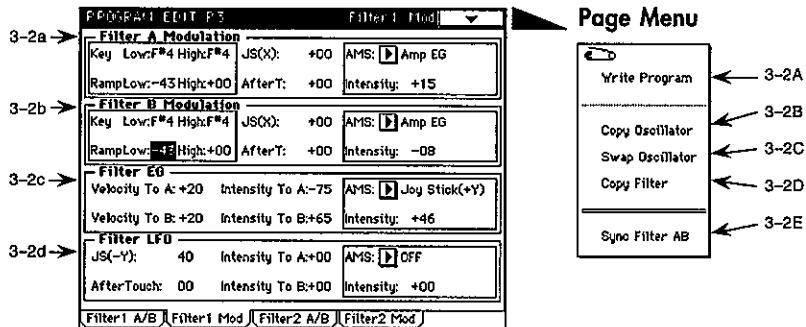 PROGRAM EDIT P3 Filter1 Mod
Page Menu
3-2a
Filter A Modulation
Key Low:F#4 High:F#4 JS(X): +00 AMS: Amp EG
RampLow:-43 High:+00 AfterT: +00 Intensity: +15
3-2b
Filter B Modulation
Key Low:F#4 High:F#4 JS(X): +00 AMS: Amp EG
RampLow:-43 High:+00 AfterT: +00 Intensity: -08
3-2c
Filter EG
Velocity To A:+20 Intensity To A:-75 AMS: Joy Stick(+Y)
Velocity To B:+20 Intensity To B:+65 Intensity: +46
3-2d
Filter LFO
JS(-Y): 40 Intensity To A:+00 AMS: OFF
AfterTouch: 00 Intensity To B:+00 Intensity: +00
Filter1 A/B Filter1 Mod Filter2 A/B Filter2 Mod
Write Program 3-2A
Copy Oscillator 3-2B
Swap Oscillator 3-2C
Copy Filter 3-2D
Sync Filter AB 3-2E